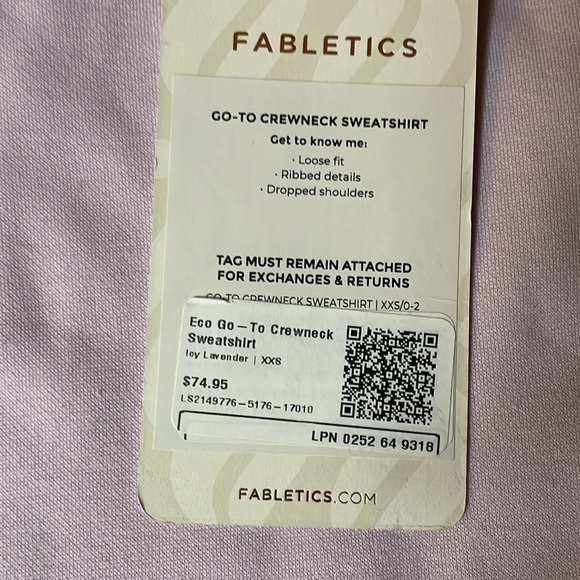 FABLETICS
GO-TO CREWNECK SWEATSHIRT
Get to know me:
· Loose fit
· Ribbed details
· Dropped shoulders
TAG MUST REMAIN ATTACHED
FOR EXCHANGES & RETURNS
GO-TO CREWNECK SWEATSHIRT | XXS/0-2
Eco Go-To Crewneck
Sweatshirt
Icy Lavender | XXS
$74.95
LS2149776-5176-17010
LPN 0252 64 9318
FABLETICS.COM